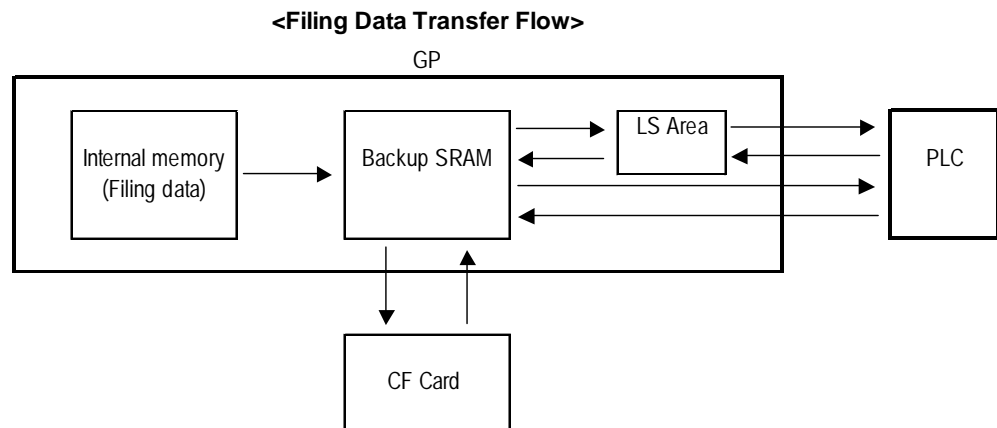 <Filing Data Transfer Flow>
GP
Internal memory
(Filing data)
Backup SRAM
LS Area
PLC
CF Card